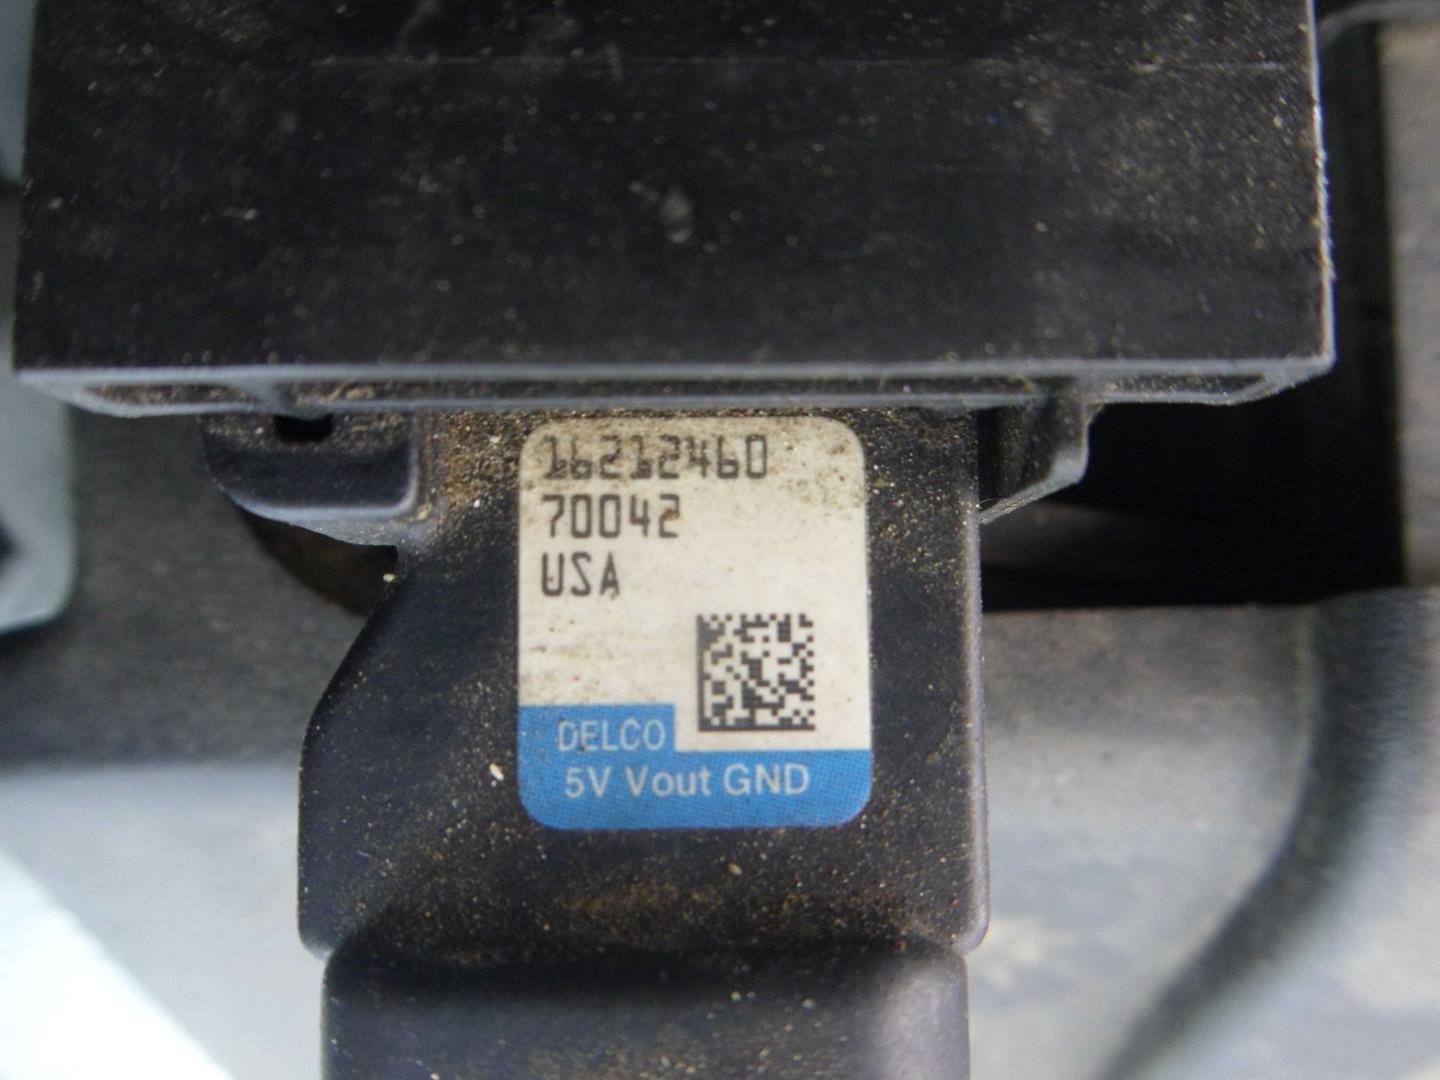 16212460
70042
USA
DELCO
5V Vout GND